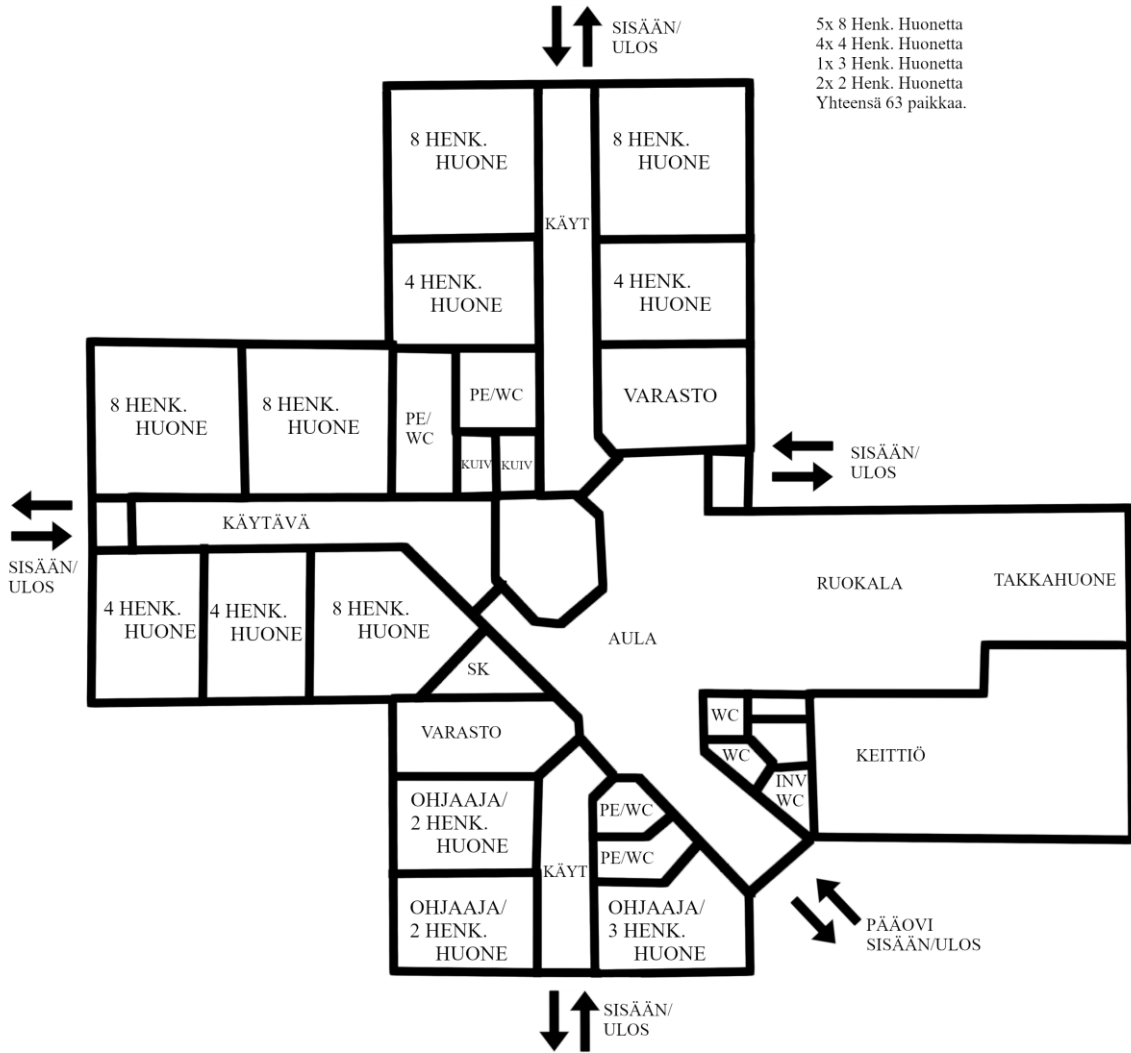 SISÄÄN/
ULOS
5x 8 Henk. Huonetta
4x 4 Henk. Huonetta
1x 3 Henk. Huonetta
2x 2 Henk. Huonetta
Yhteensä 63 paikkaa.
8 HENK.
HUONE
8 HENK.
HUONE
KÄYT
4 HENK.
HUONE
4 HENK.
HUONE
8 HENK.
HUONE
8 HENK.
HUONE
PE/
WC
PE/WC
VARASTO
KUIV
KUIV
SISÄÄN/
ULOS
KÄYTÄVÄ
SISÄÄN/
ULOS
4 HENK.
HUONE
4 HENK.
HUONE
8 HENK.
HUONE
RUOKALA
TAKKAHUONE
AULA
SK
VARASTO
WC
WC
INV
WC
KEITTIÖ
OHJAAJA/
2 HENK.
HUONE
PE/WC
PE/WC
KÄYT
OHJAAJA/
2 HENK.
HUONE
OHJAAJA/
3 HENK.
HUONE
PÄÄOVI
SISÄÄN/ULOS
SISÄÄN/
ULOS